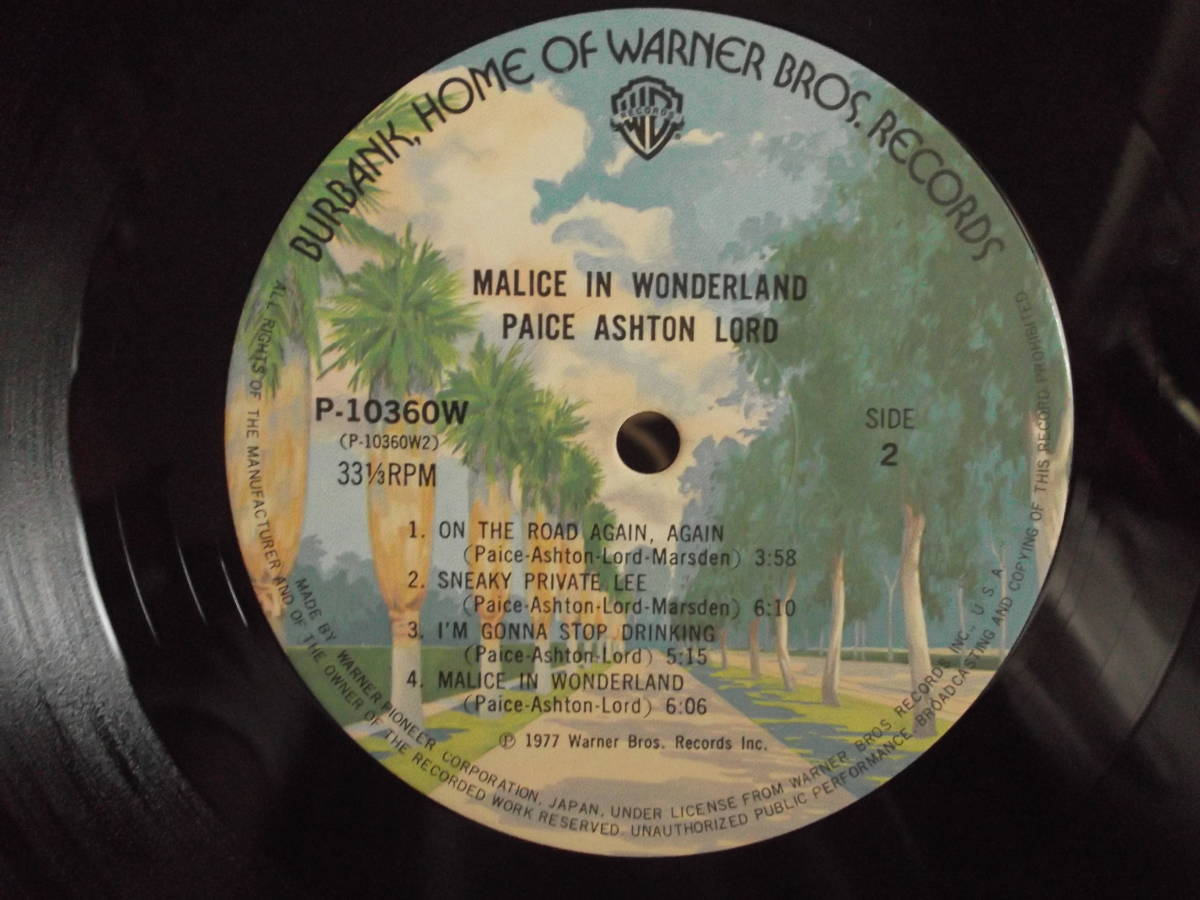 BURBANK, HOME OF WARNER BROS. RECORDS
WB
RECORDS
®
MALICE IN WONDERLAND
PAICE ASHTON LORD
P-10360W
(P-10360W2)
33⅓RPM
SIDE
2
1. ON THE ROAD AGAIN, AGAIN
(Paice-Ashton-Lord-Marsden) 3:58
2. SNEAKY PRIVATE LEE
(Paice-Ashton-Lord-Marsden) 6:10
3. I'M GONNA STOP DRINKING
(Paice-Ashton-Lord) 5:15
4. MALICE IN WONDERLAND
(Paice-Ashton-Lord) 6:06
℗ 1977 Warner Bros. Records Inc.
MADE BY WARNER-PIONEER CORPORATION, JAPAN, UNDER LICENSE FROM WARNER BROS. RECORDS INC., U.S.A.
ALL RIGHTS OF THE MANUFACTURER AND OF THE OWNER OF THE RECORDED WORK RESERVED. UNAUTHORIZED PUBLIC PERFORMANCE, BROADCASTING AND COPYING OF THIS RECORD PROHIBITED